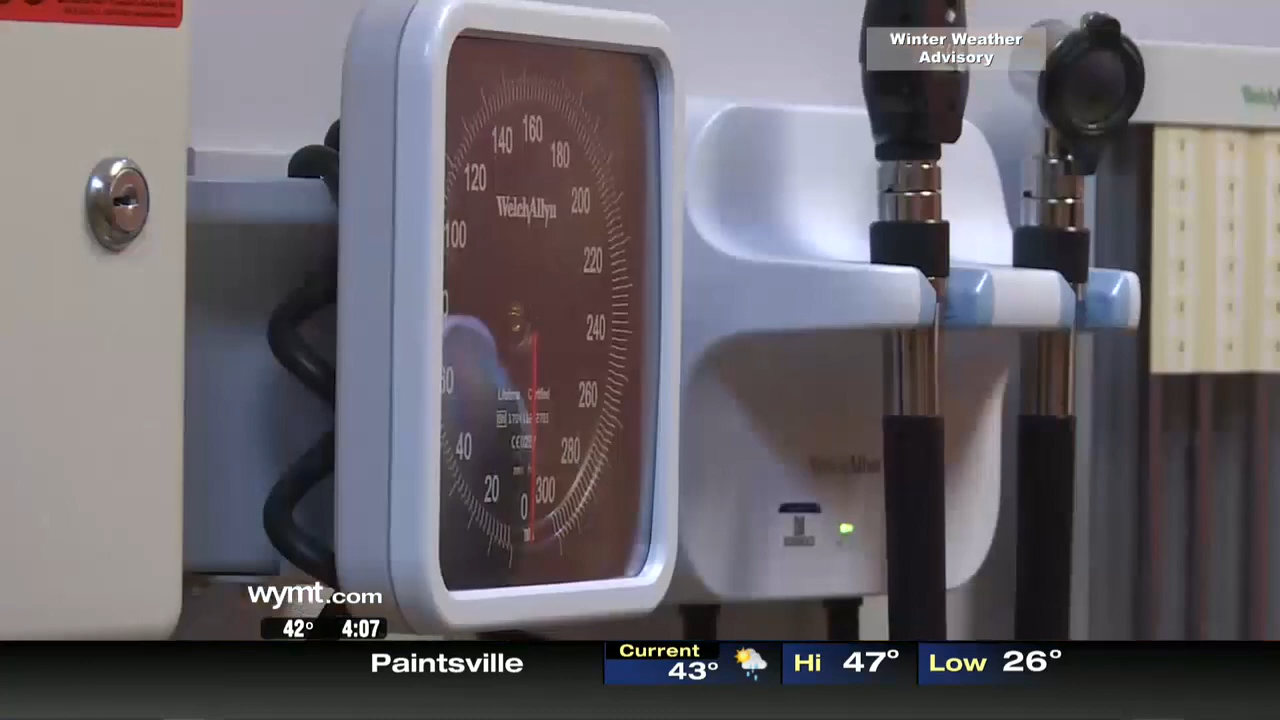 Winter Weather
Advisory
160
140
180
120
200
WelchAllyn
100
220
240
260
40
280
20
300
0
wymt.com
42° 4:07
Paintsville
Current
43°
Hi 47°
Low 26°